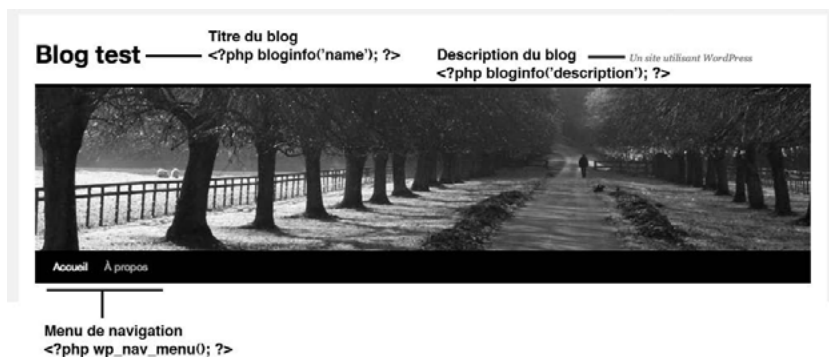 Titre du blog
Blog test
<?php bloginfo('name'); ?>
Description du blog
Un site utilisant WordPress
<?php bloginfo('description'); ?>
Accueil À propos
Menu de navigation
<?php wp_nav_menu(); ?>